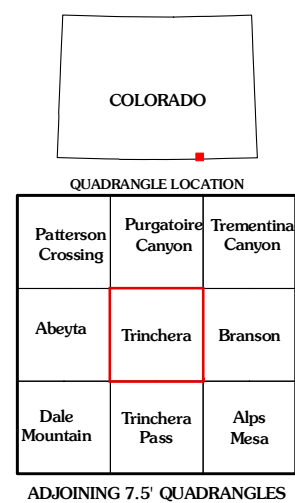 COLORADO
QUADRANGLE LOCATION
Patterson
Crossing
Purgatoire
Canyon
Trementina
Canyon
Abeyta
Trinchera
Branson
Dale
Mountain
Trinchera
Pass
Alps
Mesa
ADJOINING 7.5' QUADRANGLES